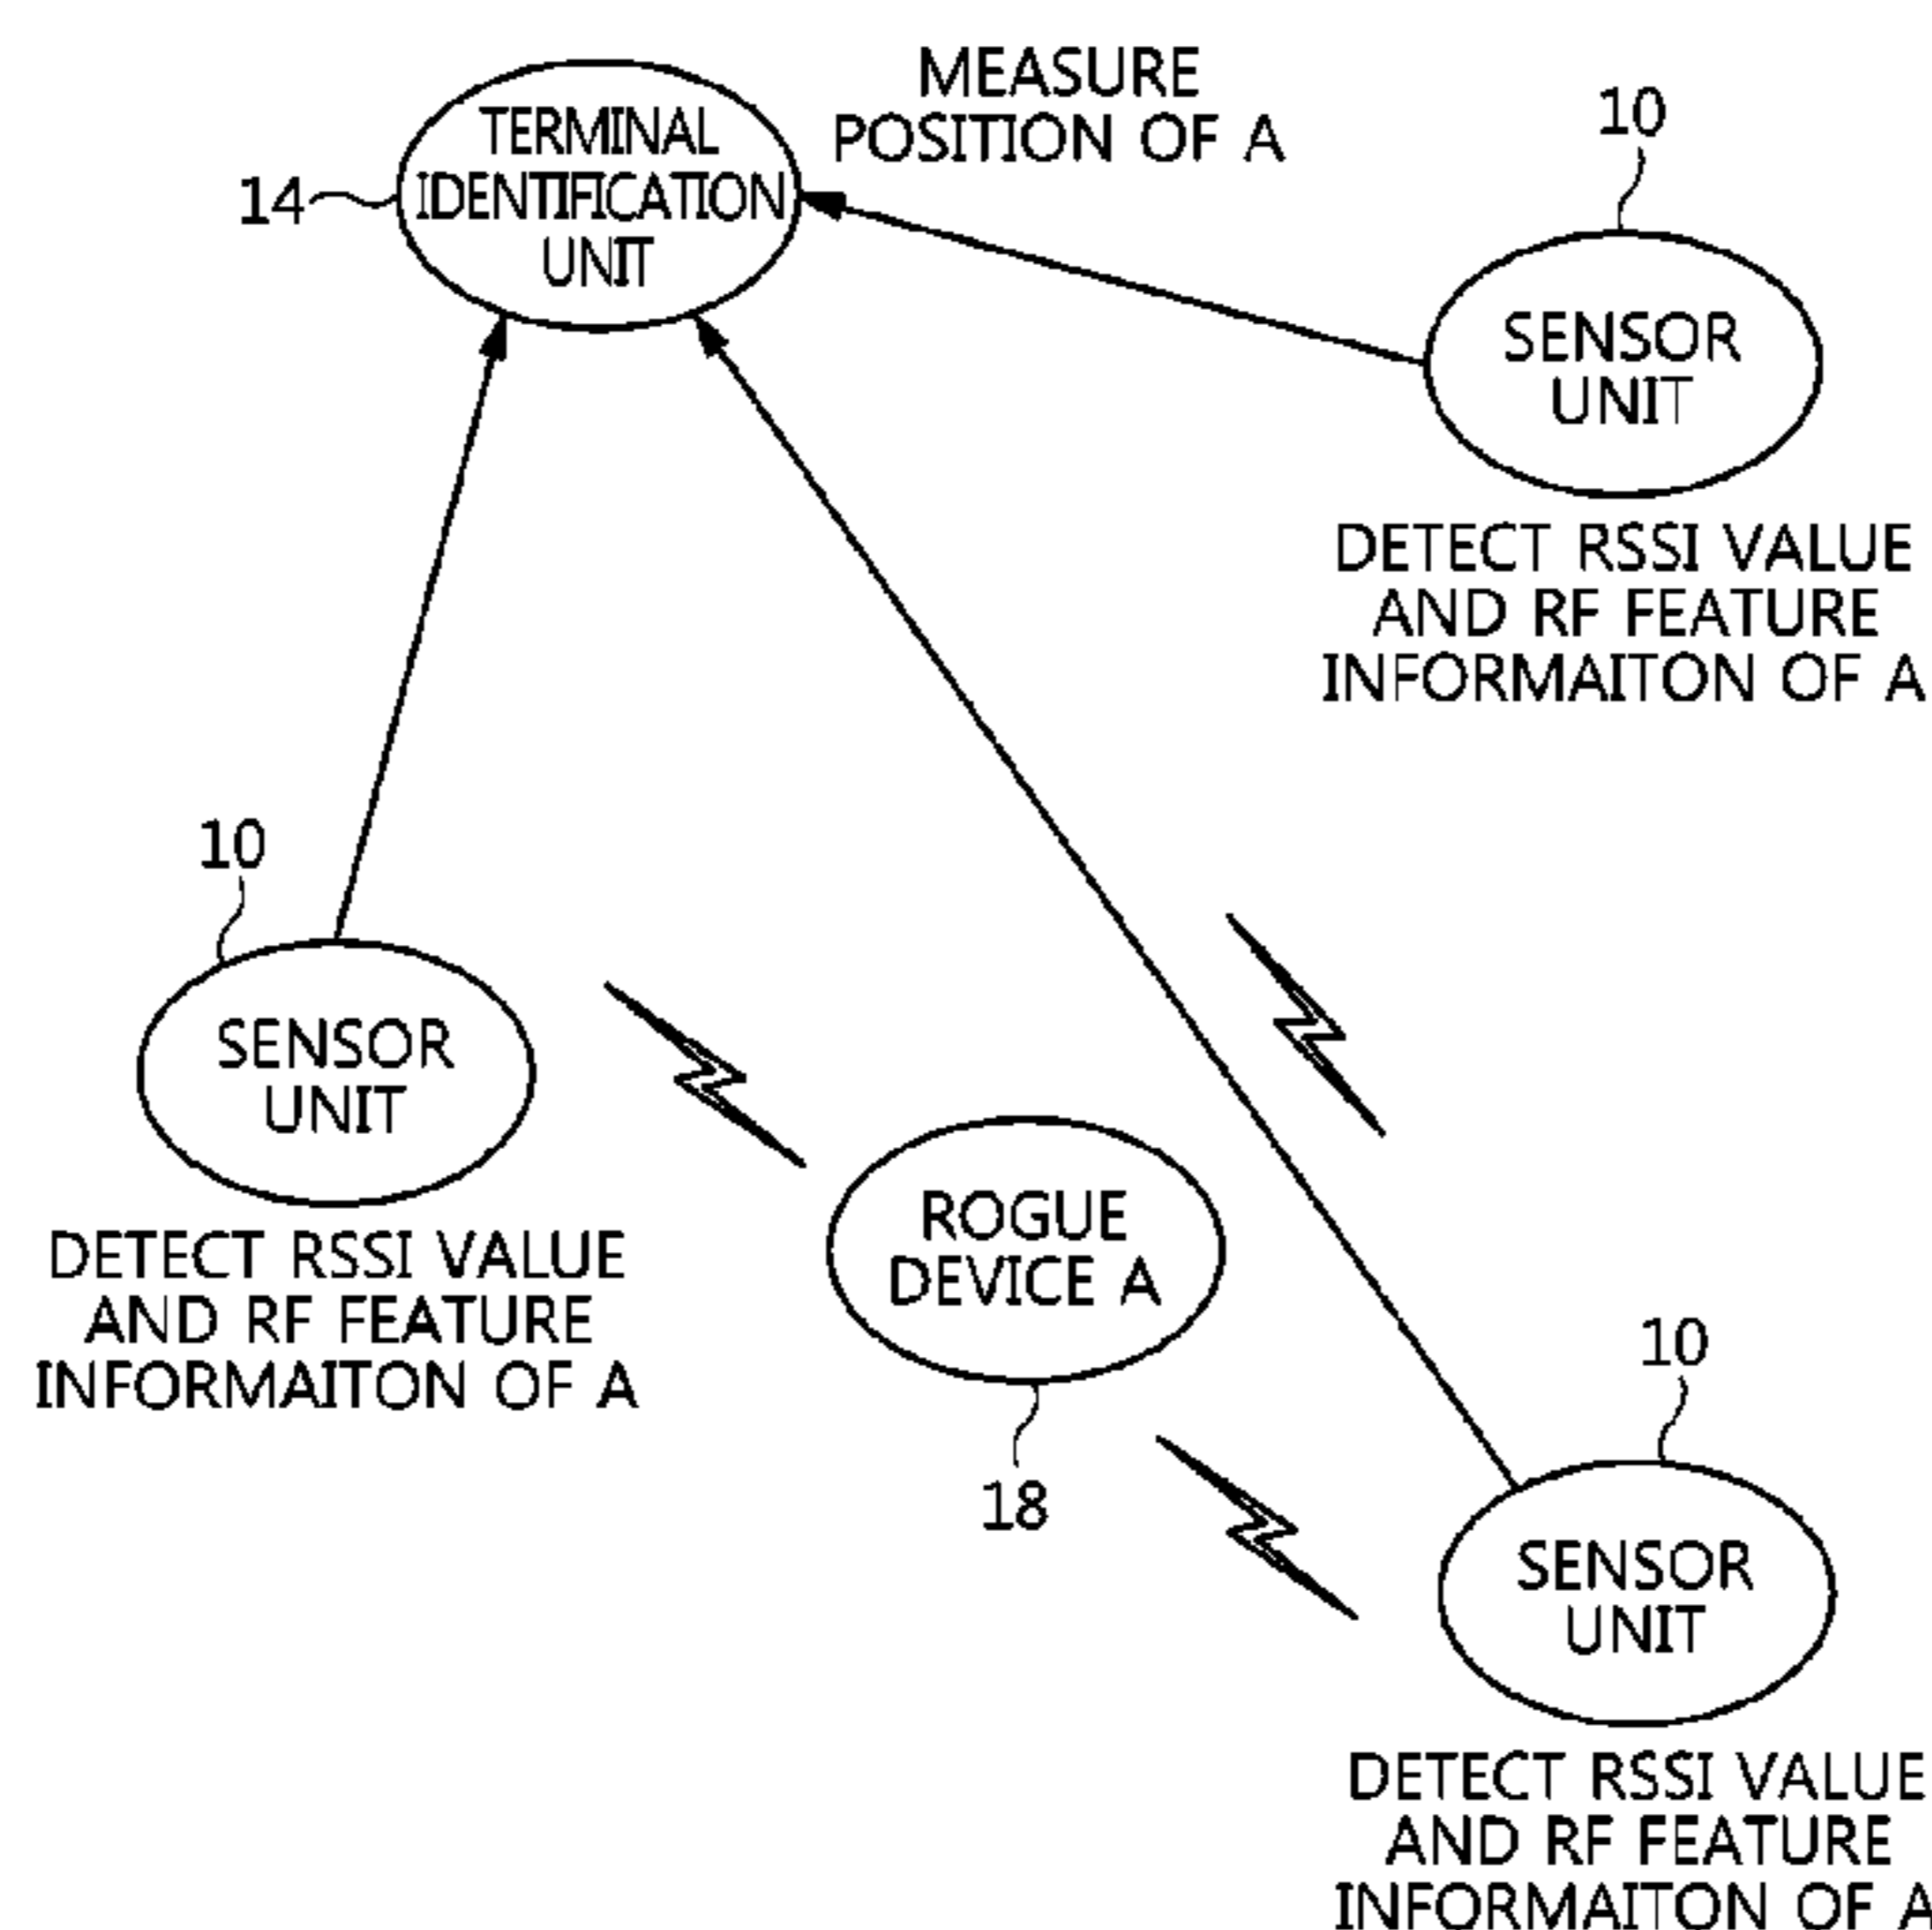 MEASURE
POSITION OF A
TERMINAL
IDENTIFICATION
UNIT
14
10
SENSOR
UNIT
DETECT RSSI VALUE
AND RF FEATURE
INFORMAITON OF A
10
SENSOR
UNIT
DETECT RSSI VALUE
AND RF FEATURE
INFORMAITON OF A
ROGUE
DEVICE A
18
10
SENSOR
UNIT
DETECT RSSI VALUE
AND RF FEATURE
INFORMAITON OF A